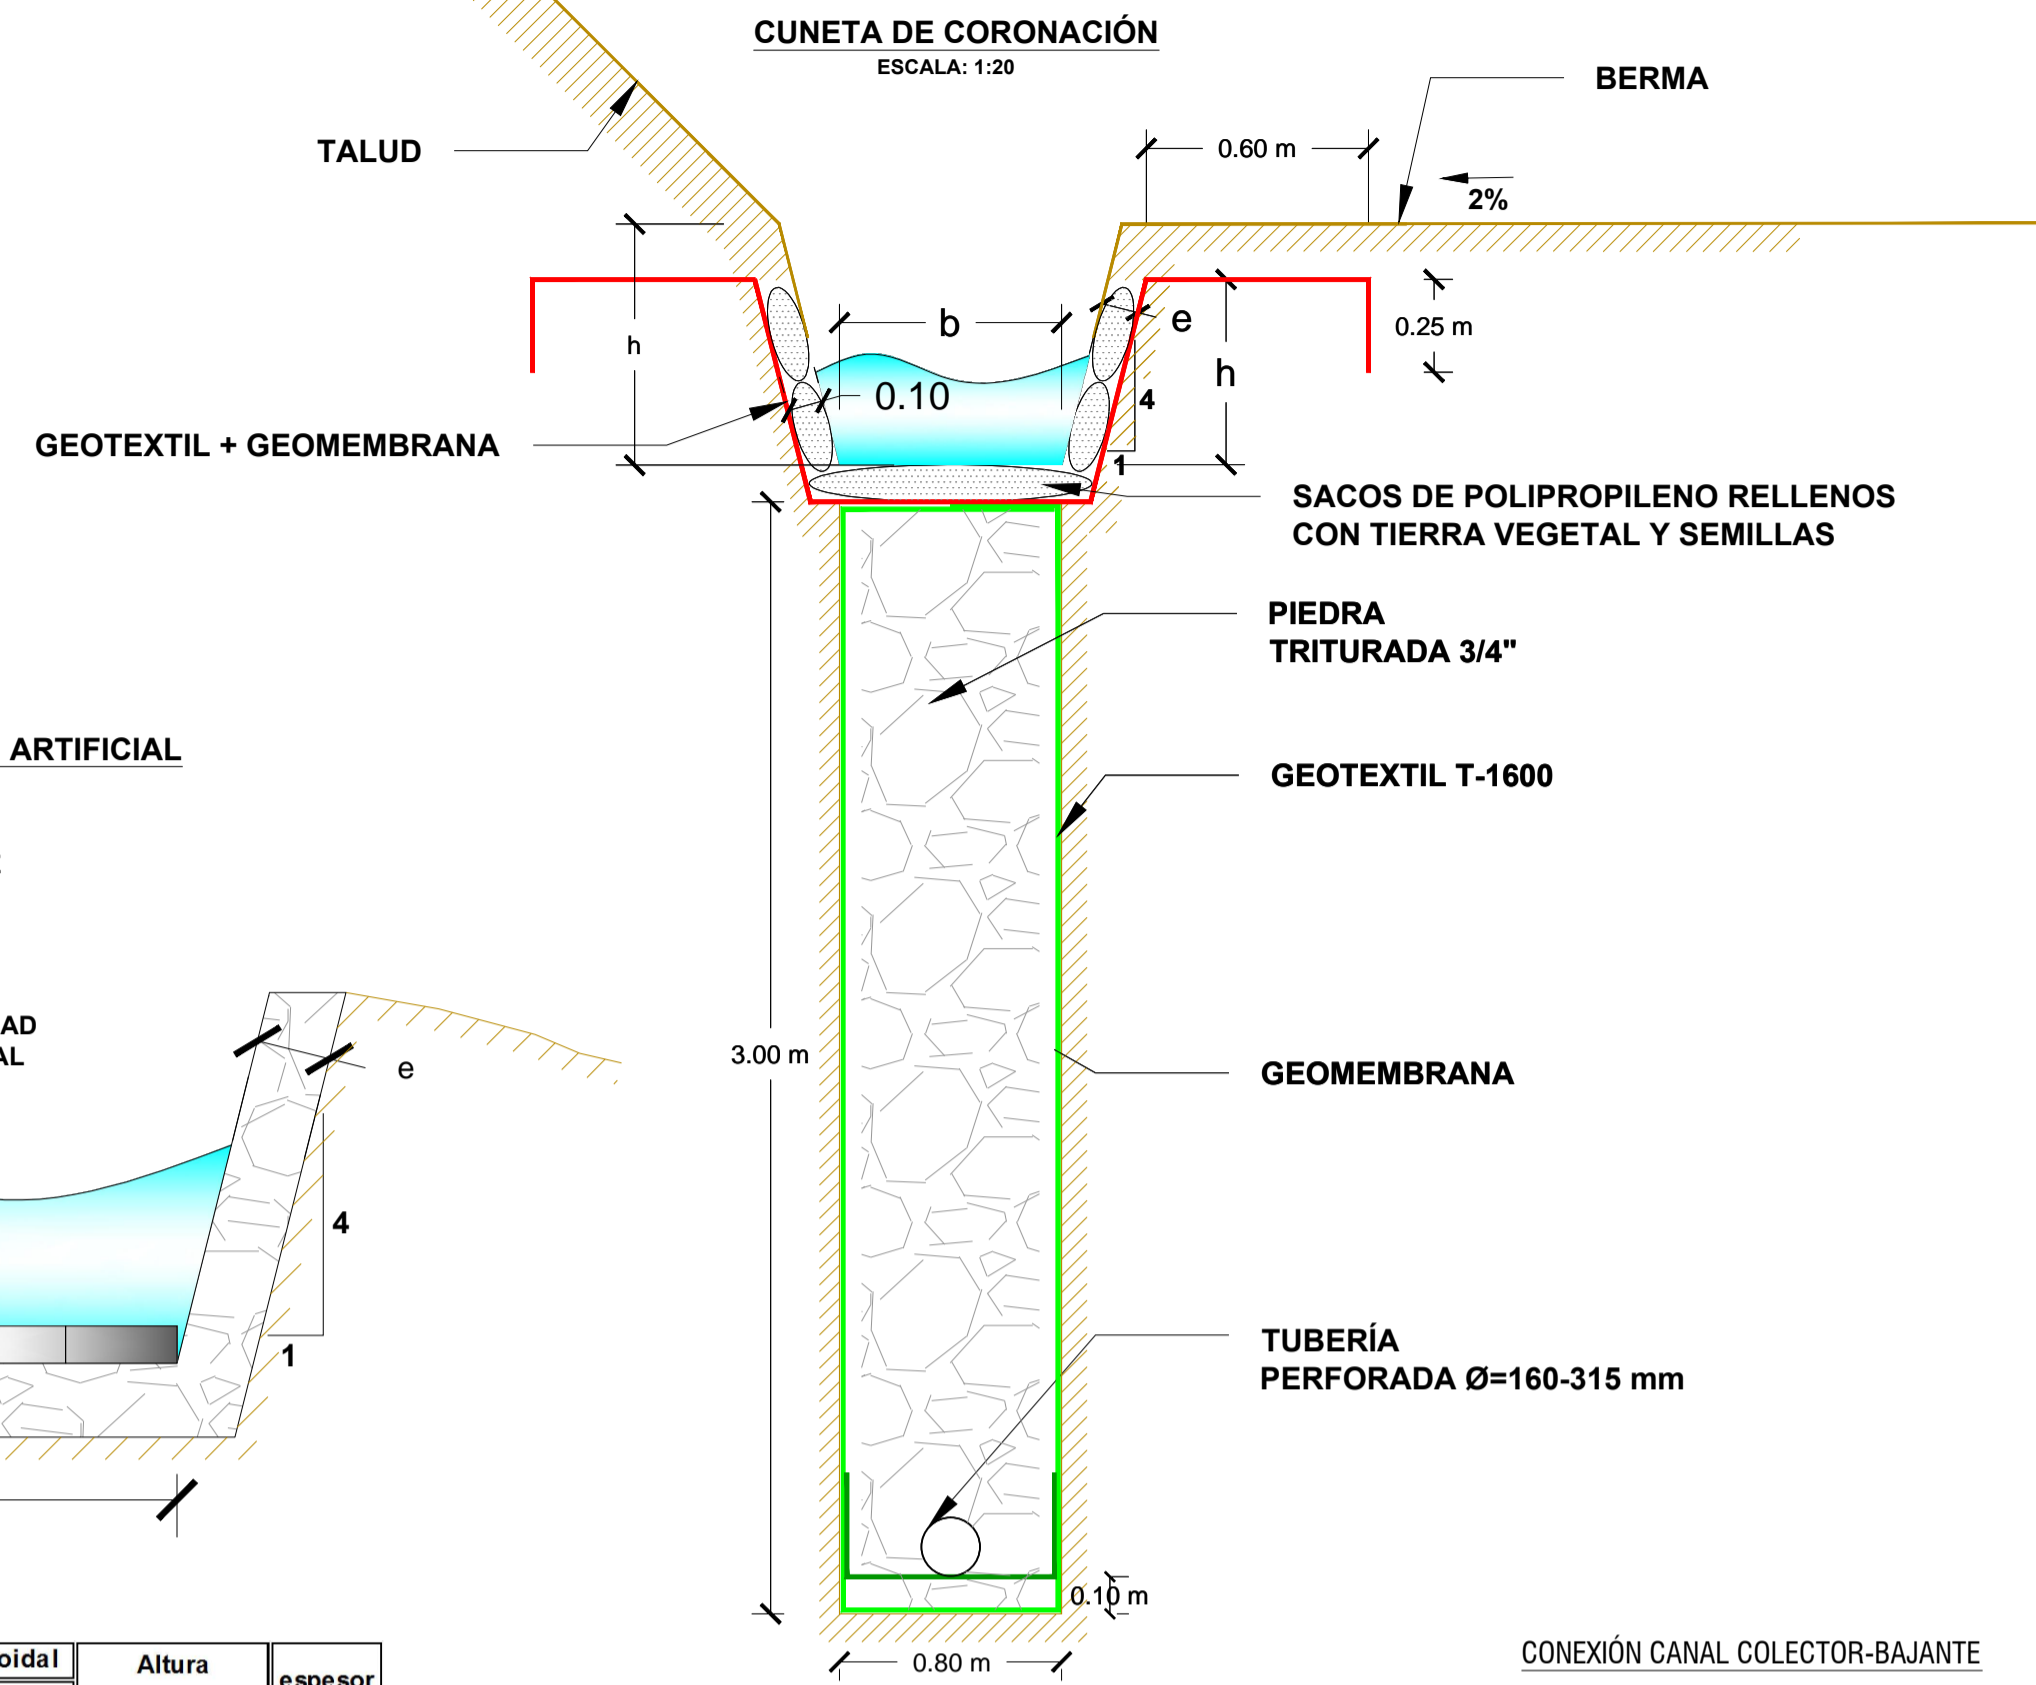 CUNETA DE CORONACIÓN
ESCALA: 1:20
BERMA
TALUD
0.60 m
2%
h
b
e
0.25 m
h
0.10
4
GEOTEXTIL + GEOMEMBRANA
1
SACOS DE POLIPROPILENO RELLENOS
CON TIERRA VEGETAL Y SEMILLAS
PIEDRA
TRITURADA 3/4"
ARTIFICIAL
GEOTEXTIL T-1600
3.00 m
GEOMEMBRANA
e
4
1
TUBERÍA
PERFORADA Ø=160-315 mm
0.10 m
0.80 m
CONEXIÓN CANAL COLECTOR-BAJANTE
Altura
espesor